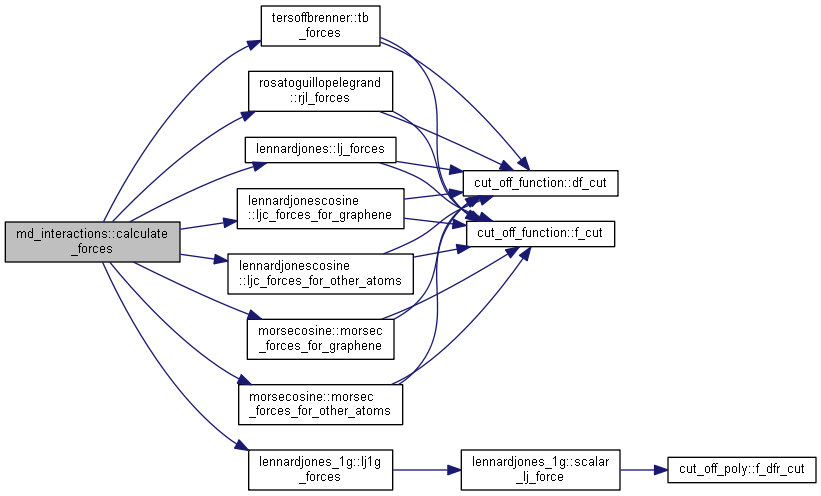 tersoffbrenner::tb
_forces
rosatoguillopelegrand
::rjl_forces
lennardjones::lj_forces
cut_off_function::df_cut
lennardjonescosine
::ljc_forces_for_graphene
md_interactions::calculate
_forces
cut_off_function::f_cut
lennardjonescosine
::ljc_forces_for_other_atoms
morsecosine::morsec
_forces_for_graphene
morsecosine::morsec
_forces_for_other_atoms
lennardjones_1g::lj1g
_forces
lennardjones_1g::scalar
_lj_force
cut_off_poly::f_dfr_cut